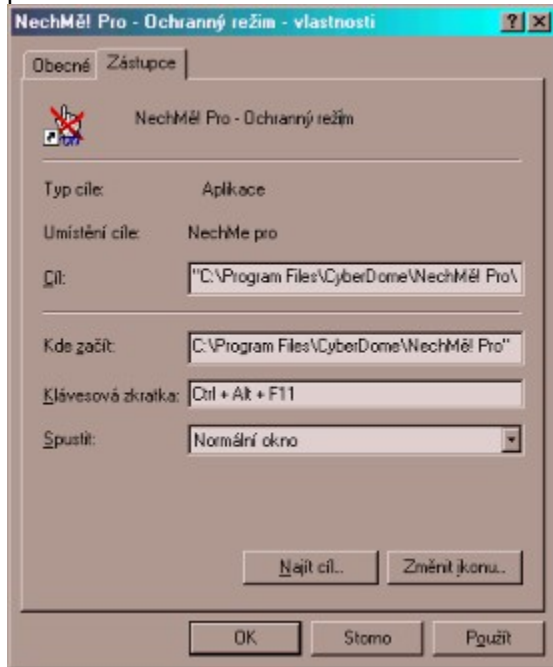 NechMě! Pro - Ochranný režim - vlastnosti
Obecné Zástupce
NechMě! Pro - Ochranný režim
Typ cíle: Aplikace
Umístění cíle: NechMe pro
Cíl: "C:\Program Files\CyberDome\NechMě! Pro\
Kde začít: C:\Program Files\CyberDome\NechMě! Pro"
Klávesová zkratka: Ctrl + Alt + F11
Spustit: Normální okno
Najít cíl... Změnit ikonu...
OK Storno Použít